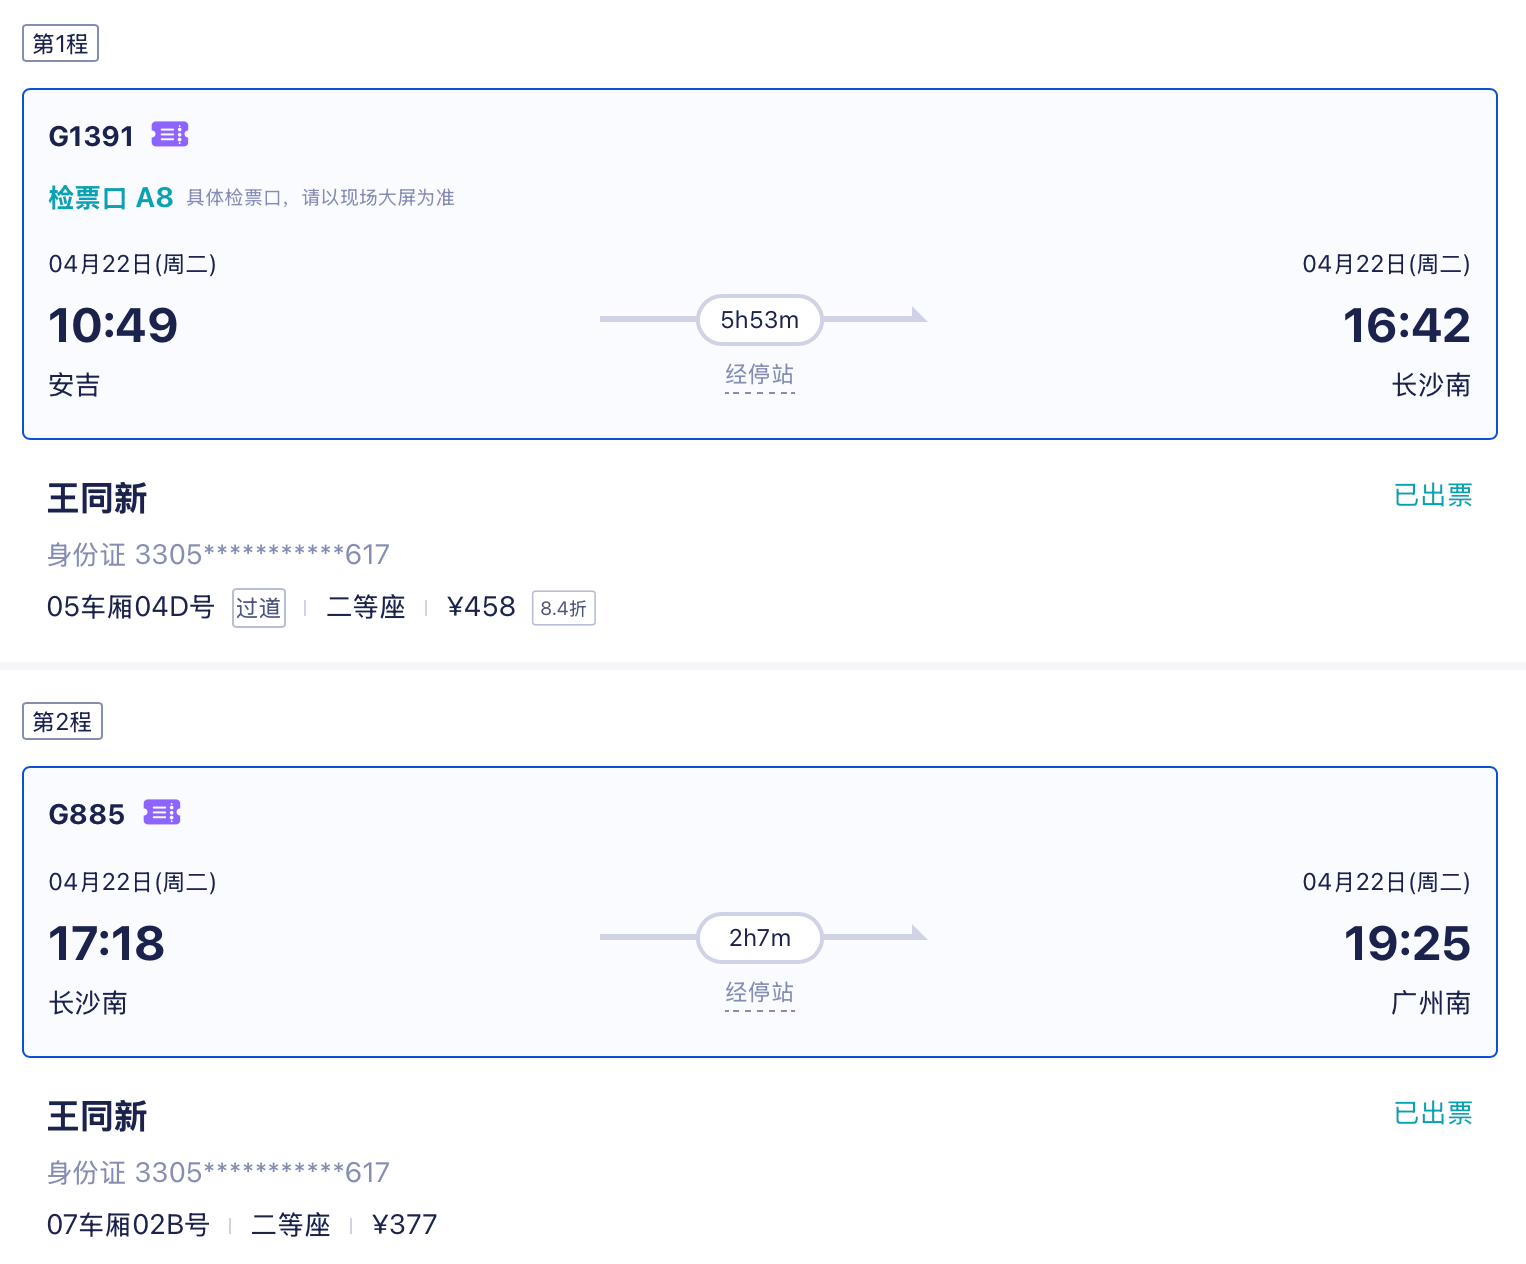 第1程
G1391
检票口 A8 具体检票口，请以现场大屏为准
04月22日(周二) 04月22日(周二)
10:49 5h53m 16:42
安吉 经停站 长沙南
王同新 已出票
身份证 3305***********617
05车厢04D号 过道 二等座 ¥458 8.4折
第2程
G885
04月22日(周二) 04月22日(周二)
17:18 2h7m 19:25
长沙南 经停站 广州南
王同新 已出票
身份证 3305***********617
07车厢02B号 二等座 ¥377